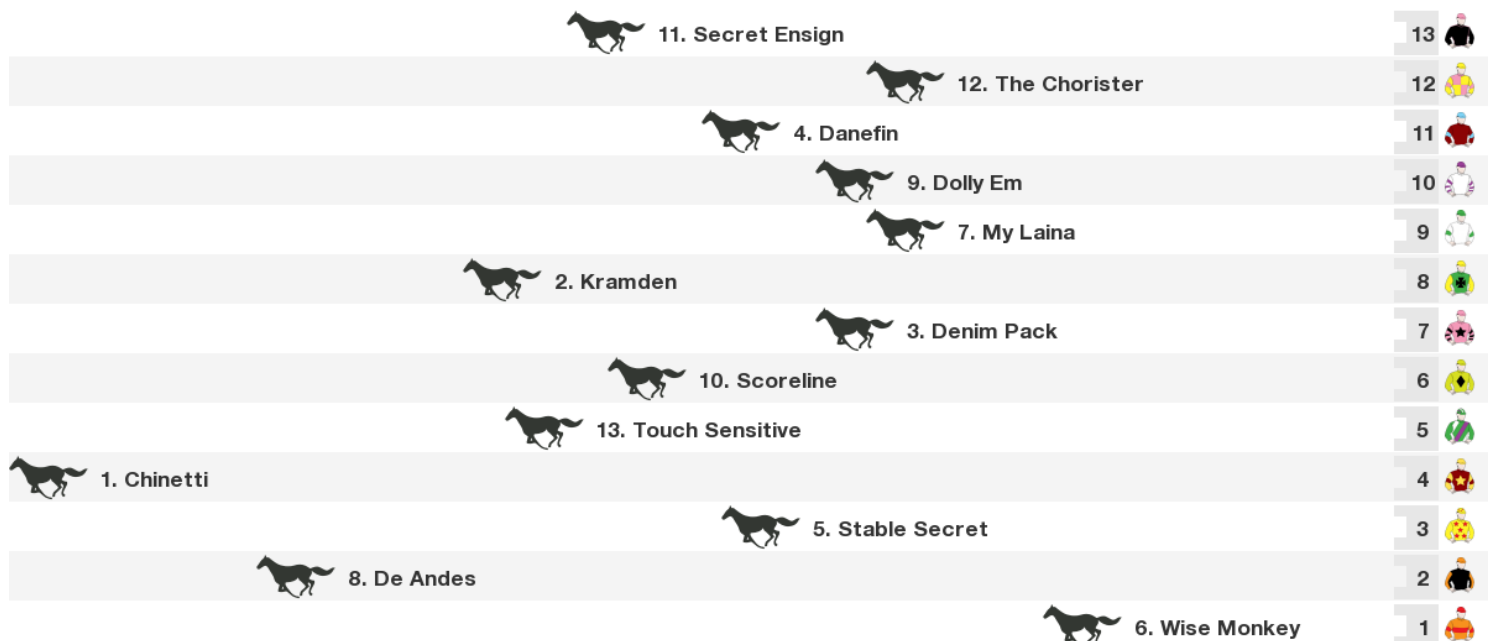 11. Secret Ensign 13
12. The Chorister 12
4. Danefin 11
9. Dolly Em 10
7. My Laina 9
2. Kramden 8
3. Denim Pack 7
10. Scoreline 6
13. Touch Sensitive 5
1. Chinetti 4
5. Stable Secret 3
8. De Andes 2
6. Wise Monkey 1